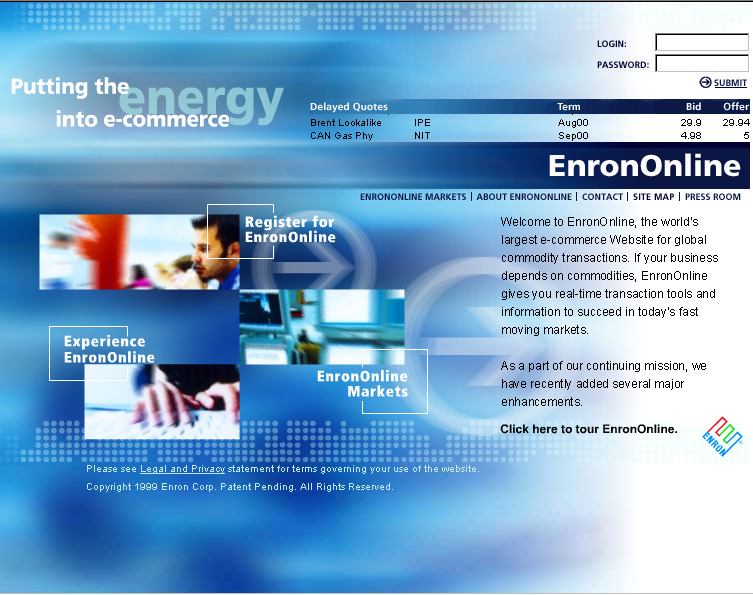 LOGIN:
PASSWORD:
SUBMIT
Putting the energy
into e-commerce
Delayed Quotes Term Bid Offer
Brent Lookalike IPE Aug00 29.9 29.94
CAN Gas Phy NIT Sep00 4.98 5
EnronOnline
ENRONONLINE MARKETS | ABOUT ENRONONLINE | CONTACT | SITE MAP | PRESS ROOM
Register for
EnronOnline
Experience
EnronOnline
EnronOnline
Markets
Welcome to EnronOnline, the world's
largest e-commerce Website for global
commodity transactions. If your business
depends on commodities, EnronOnline
gives you real-time transaction tools and
information to succeed in today's fast
moving markets.
As a part of our continuing mission, we
have recently added several major
enhancements.
Click here to tour EnronOnline.
ENRON
Please see Legal and Privacy statement for terms governing your use of the website.
Copyright 1999 Enron Corp. Patent Pending. All Rights Reserved.